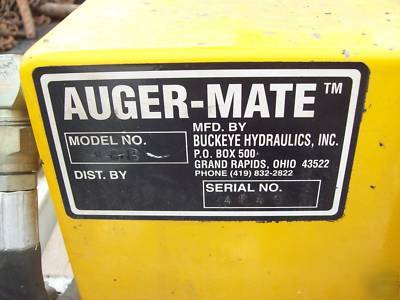 AUGER-MATE™
MFD. BY
MODEL NO.
BUCKEYE HYDRAULICS, INC.
P.O. BOX 500
GRAND RAPIDS, OHIO 43522
PHONE (419) 832-2822
DIST. BY
SERIAL NO.